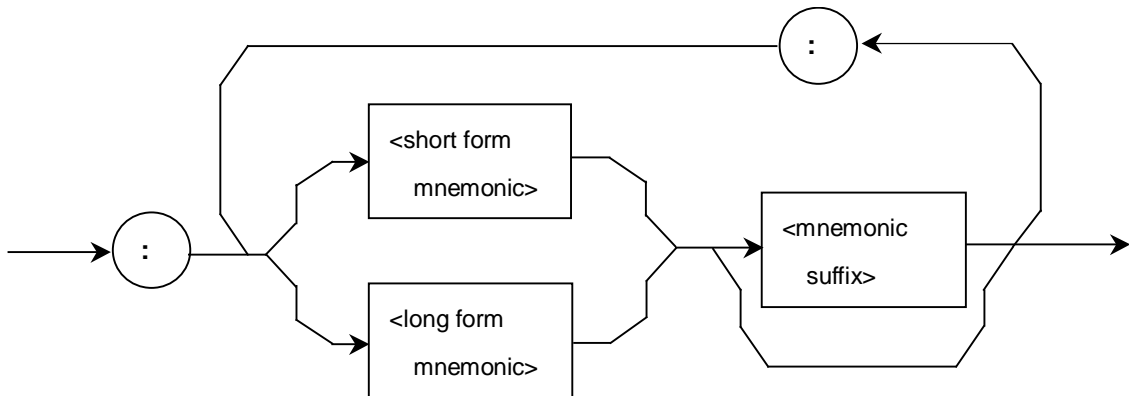 :
<short form
mnemonic>
:
<mnemonic
suffix>
<long form
mnemonic>